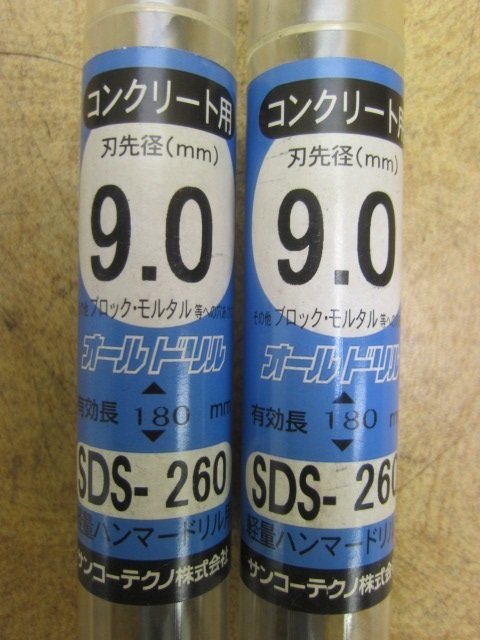 コンクリート用
刃先径(mm)
9.0
その他 ブロック・モルタル 等への穴あけ
オールドリル
有効長 180 mm
SDS- 260
軽量ハンマードリル用
サンコーテクノ株式会社
コンクリート用
刃先径(mm)
9.0
その他 ブロック・モルタル 等への
オールドリル
有効長 180 m
SDS- 260
軽量ハンマードリル
サンコーテクノ株式会社